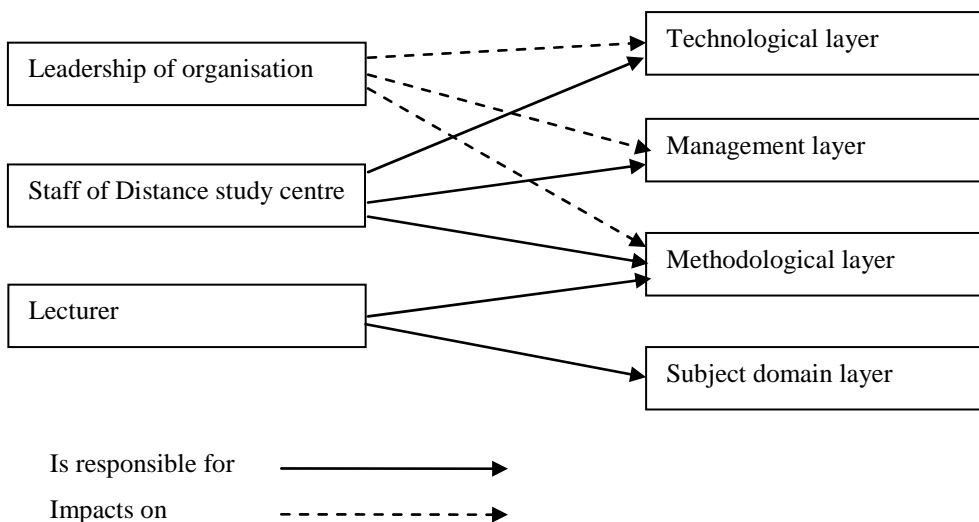 Leadership of organisation
Staff of Distance study centre
Lecturer
Technological layer
Management layer
Methodological layer
Subject domain layer
Is responsible for
Impacts on